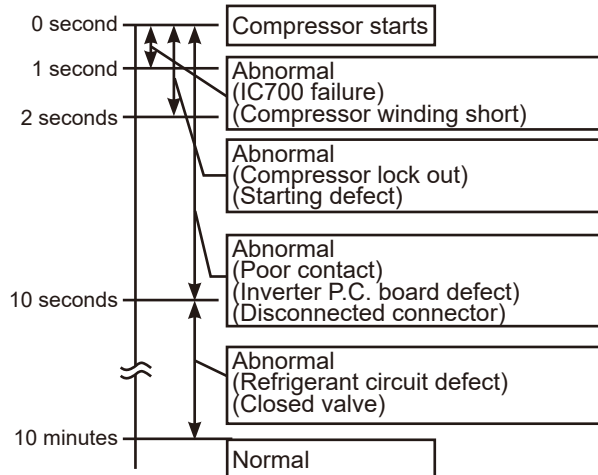 0 second
Compressor starts
1 second
Abnormal
(IC700 failure)
(Compressor winding short)
2 seconds
Abnormal
(Compressor lock out)
(Starting defect)
Abnormal
(Poor contact)
(Inverter P.C. board defect)
(Disconnected connector)
10 seconds
Abnormal
(Refrigerant circuit defect)
(Closed valve)
10 minutes
Normal